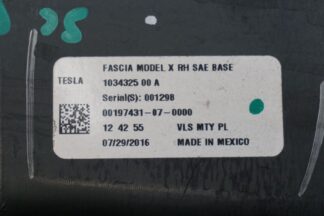 FASCIA MODEL X RH SAE BASE
TESLA 1034325 00 A
Serial(S): 001298
00197431-07-0000
12 42 55 VLS MTY PL
07/29/2016 MADE IN MEXICO